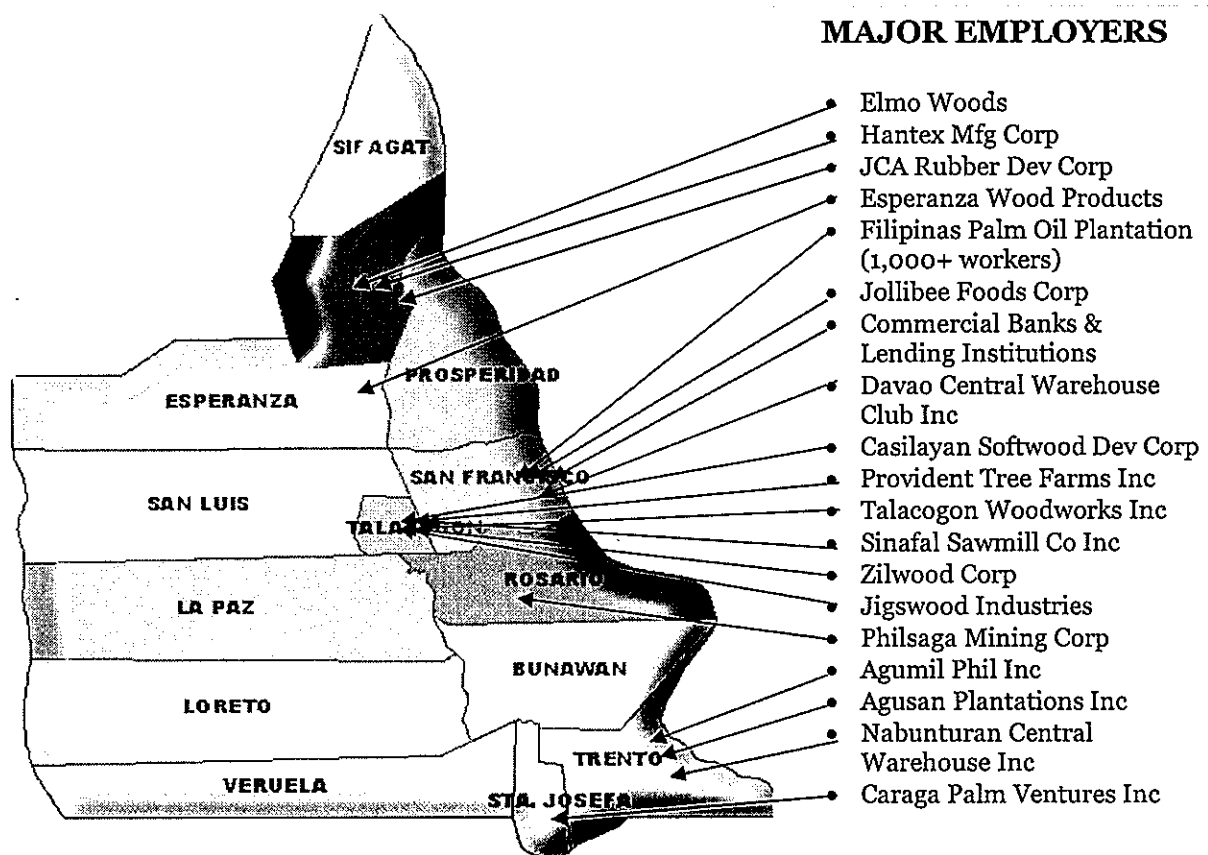 MAJOR EMPLOYERS
• Elmo Woods
• Hantex Mfg Corp
• JCA Rubber Dev Corp
• Esperanza Wood Products
• Filipinas Palm Oil Plantation
(1,000+ workers)
• Jollibee Foods Corp
• Commercial Banks &
Lending Institutions
• Davao Central Warehouse
Club Inc
• Casilayan Softwood Dev Corp
• Provident Tree Farms Inc
• Talacogon Woodworks Inc
• Sinafal Sawmill Co Inc
• Zilwood Corp
• Jigswood Industries
• Philsaga Mining Corp
• Agumil Phil Inc
• Agusan Plantations Inc
• Nabunturan Central
Warehouse Inc
• Caraga Palm Ventures Inc
SIFAGAT
PROSPERIDAD
ESPERANZA
SAN FRANCISCO
SAN LUIS
TALACOGON
ROSARIO
LA PAZ
BUNAWAN
LORETO
TRENTO
VERUELA
STA. JOSEFA